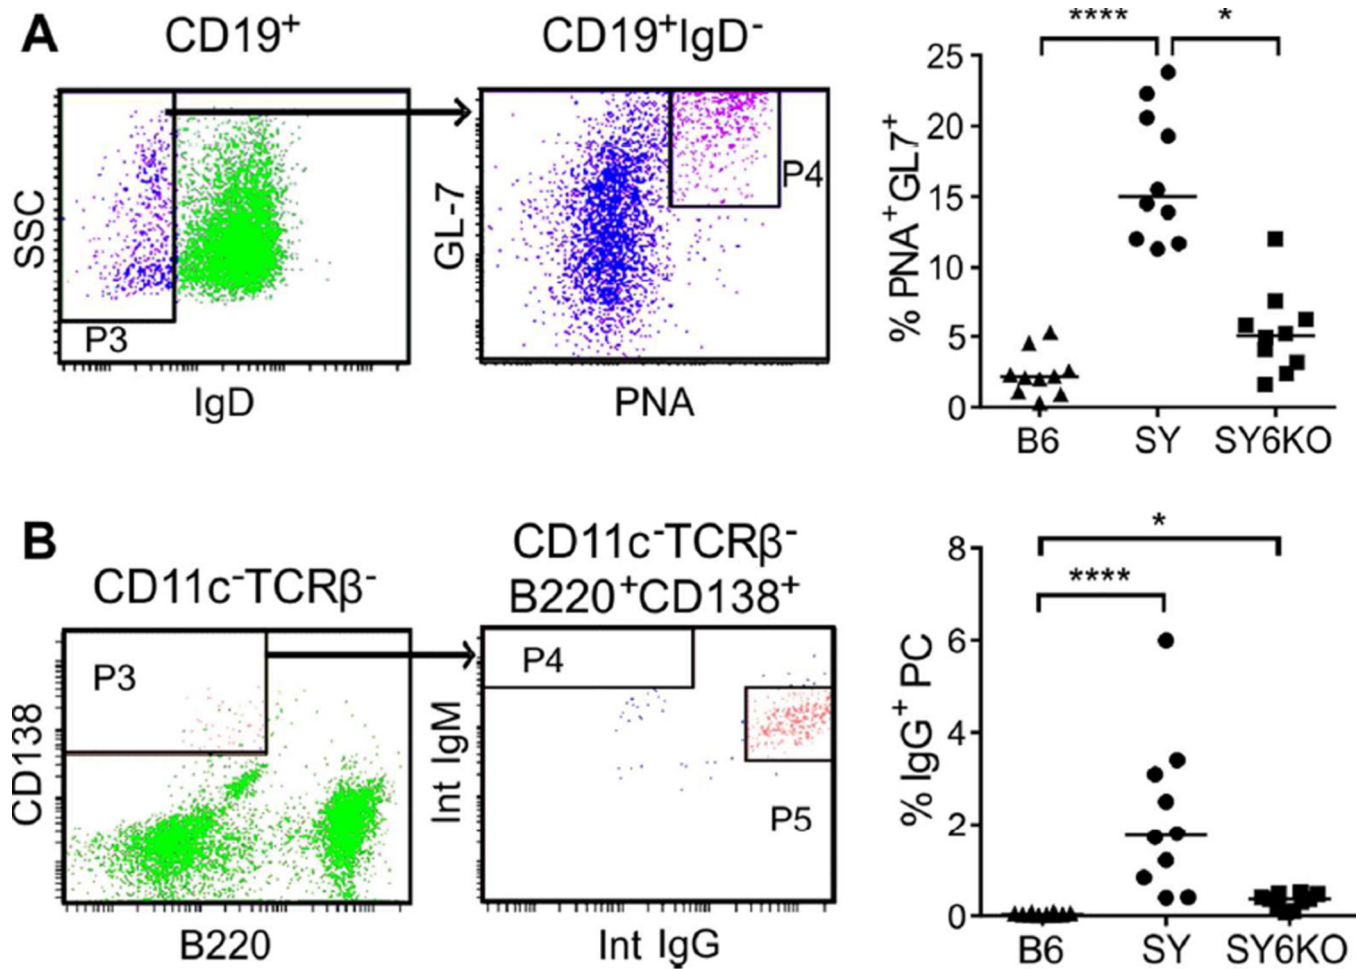 A
CD19⁺
CD19⁺IgD⁻
SSC
P3
IgD
GL-7
P4
PNA
**** *
% PNA⁺GL7⁺
25
20
15
10
5
0
B6 SY SY6KO
B
CD11c⁻TCRβ⁻
CD11c⁻TCRβ⁻
B220⁺CD138⁺
CD138
P3
B220
Int IgM
P4
P5
Int IgG
*
****
% IgG⁺ PC
8
6
4
2
0
B6 SY SY6KO